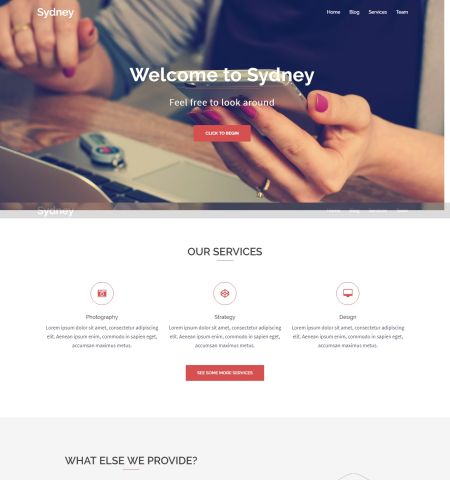 Sydney
Home Blog Services Team
Welcome to Sydney
Feel free to look around
CLICK TO BEGIN
Sydney
Home Blog Services Team
OUR SERVICES
Photography
Lorem ipsum dolor sit amet, consectetur adipiscing
elit. Aenean eget enim, commodo in sapien eget,
accumsan maximus metus.
Strategy
Lorem ipsum dolor sit amet, consectetur adipiscing
elit. Aenean eget enim, commodo in sapien eget,
accumsan maximus metus.
Design
Lorem ipsum dolor sit amet, consectetur adipiscing
elit. Aenean eget enim, commodo in sapien eget,
accumsan maximus metus.
SEE SOME MORE SERVICES
WHAT ELSE WE PROVIDE?